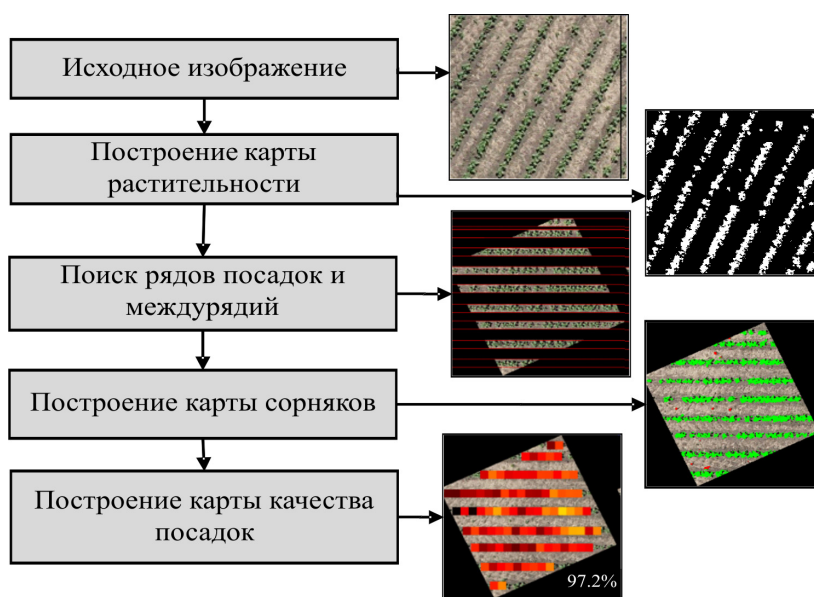 Исходное изображение
Построение карты
растительности
Поиск рядов посадок и
междурядий
Построение карты сорняков
Построение карты качества
посадок
97.2%